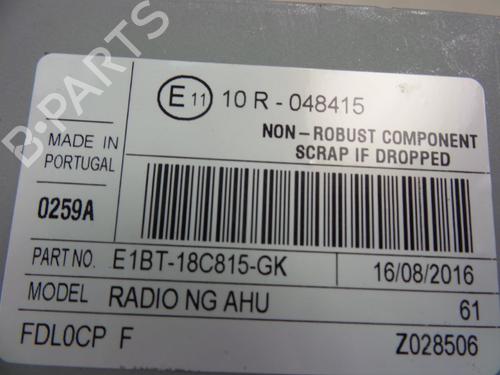 B-PARTS
E 11 10 R - 048415
NON-ROBUST COMPONENT
SCRAP IF DROPPED
MADE IN
PORTUGAL
0259A
PART NO. E1BT-18C815-GK 16/08/2016
MODEL RADIO NG AHU 61
FDL0CP F Z028506